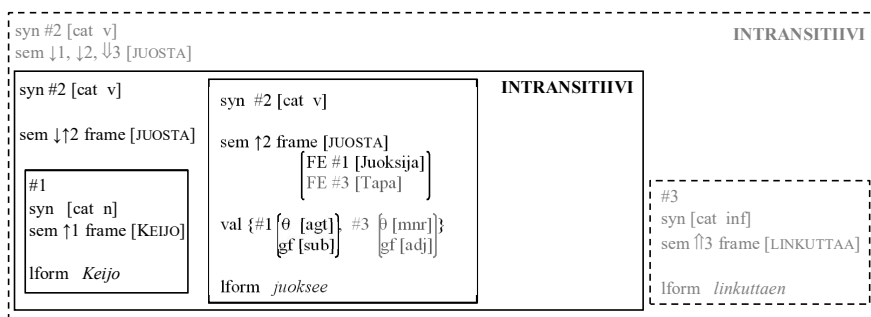 syn #2 [cat v]
INTRANSITIIVI
sem ↓1, ↓2, ⇓3 [JUOSTA]
syn #2 [cat v]
INTRANSITIIVI
sem ↓↑2 frame [JUOSTA]
#1
syn [cat n]
sem ↑1 frame [KEIJO]
lform Keijo
syn #2 [cat v]
sem ↑2 frame [JUOSTA]
FE #1 [Juoksija]
FE #3 [Tapa]
val {#1 θ [agt], #3 θ [mnr]}
gf [sub] gf [adj]
lform juoksee
#3
syn [cat inf]
sem ⇑3 frame [LINKUTTAA]
lform linkuttaen